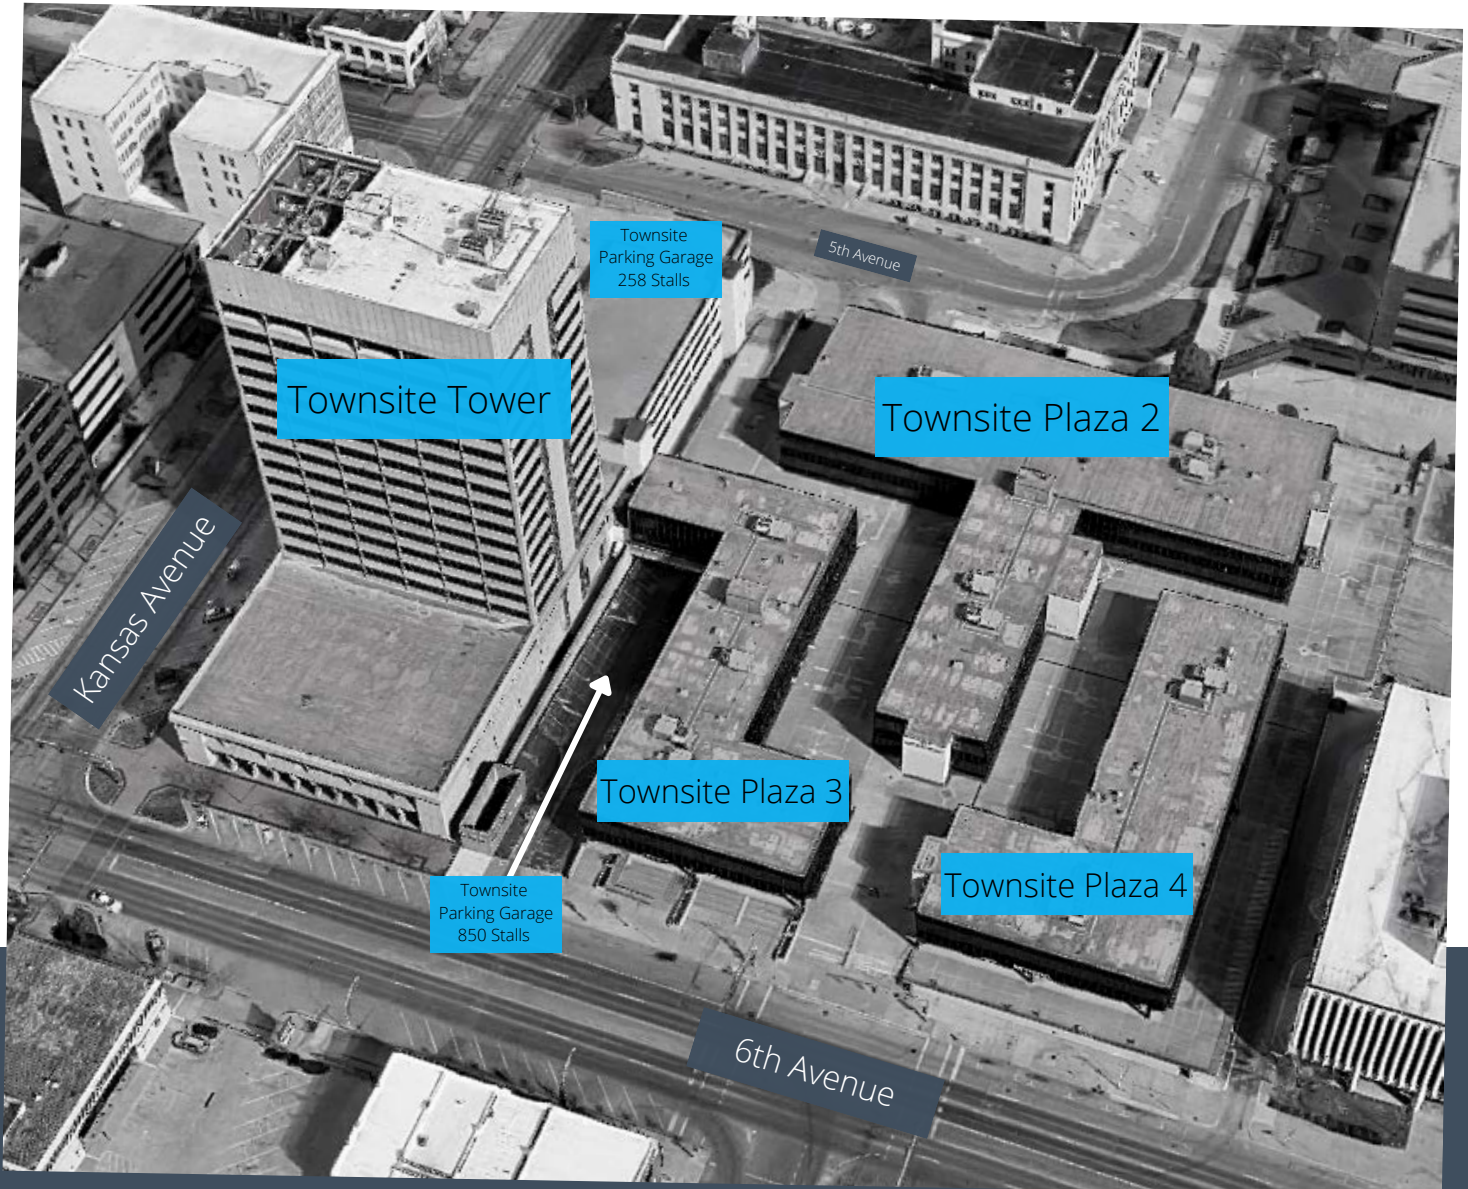 Townsite
Parking Garage
258 Stalls
5th Avenue
Townsite Tower
Townsite Plaza 2
Kansas Avenue
Townsite Plaza 3
Townsite Plaza 4
Townsite
Parking Garage
850 Stalls
6th Avenue